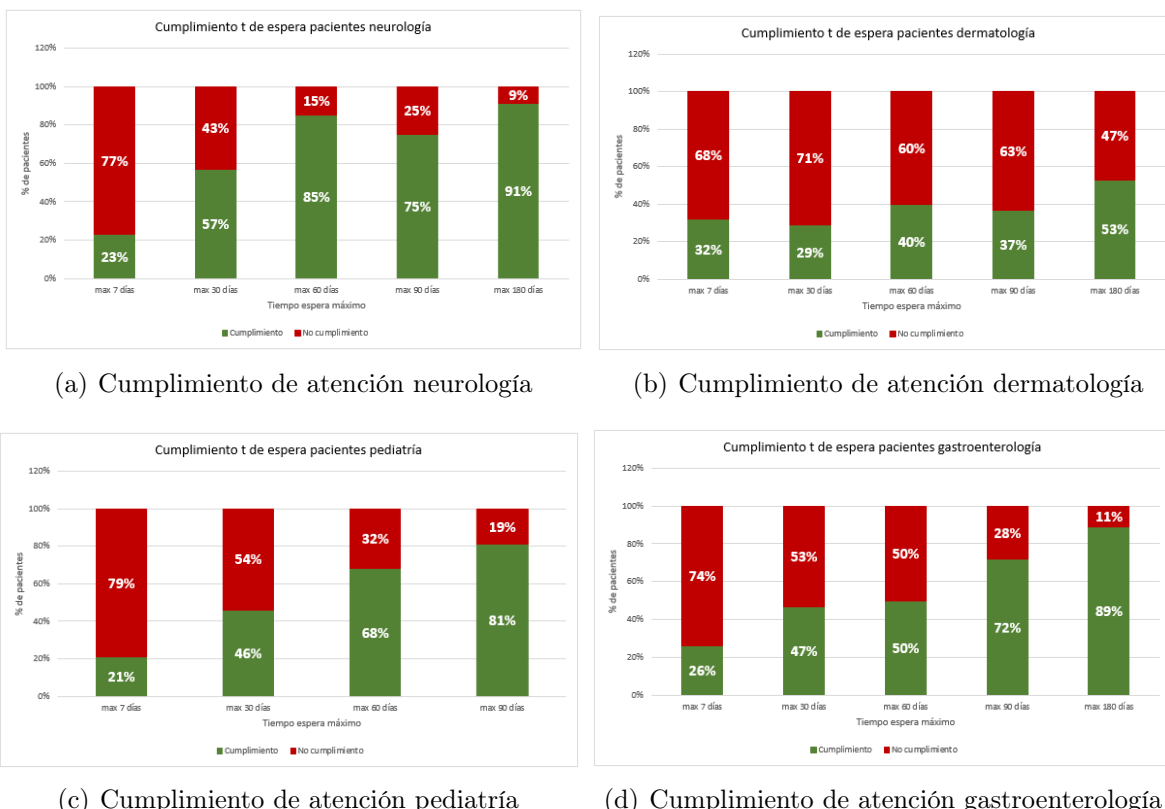 Cumplimiento t de espera pacientes neurología
120%
100%
80%
60%
40%
20%
0%
% de pacientes
77%
43%
15%
25%
9%
23%
57%
85%
75%
91%
max 7 días
max 30 días
max 60 días
max 90 días
max 180 días
Tiempo espera máximo
Cumplimiento
No cumplimiento
(a) Cumplimiento de atención neurología
Cumplimiento t de espera pacientes dermatología
120%
100%
80%
60%
40%
20%
0%
% de pacientes
68%
71%
60%
63%
47%
32%
29%
40%
37%
53%
max 7 días
max 30 días
max 60 días
max 90 días
max 180 días
Tiempo espera máximo
Cumplimiento
No cumplimiento
(b) Cumplimiento de atención dermatología
Cumplimiento t de espera pacientes pediatría
120%
100%
80%
60%
40%
20%
0%
% de pacientes
79%
54%
32%
19%
21%
46%
68%
81%
max 7 días
max 30 días
max 60 días
max 90 días
Tiempo espera máximo
Cumplimiento
No cumplimiento
(c) Cumplimiento de atención pediatría
Cumplimiento t de espera pacientes gastroenterología
120%
100%
80%
60%
40%
20%
0%
% de pacientes
74%
53%
50%
28%
11%
26%
47%
50%
72%
89%
max 7 días
max 30 días
max 60 días
max 90 días
max 180 días
Tiempo espera máximo
Cumplimiento
No cumplimiento
(d) Cumplimiento de atención gastroenterología